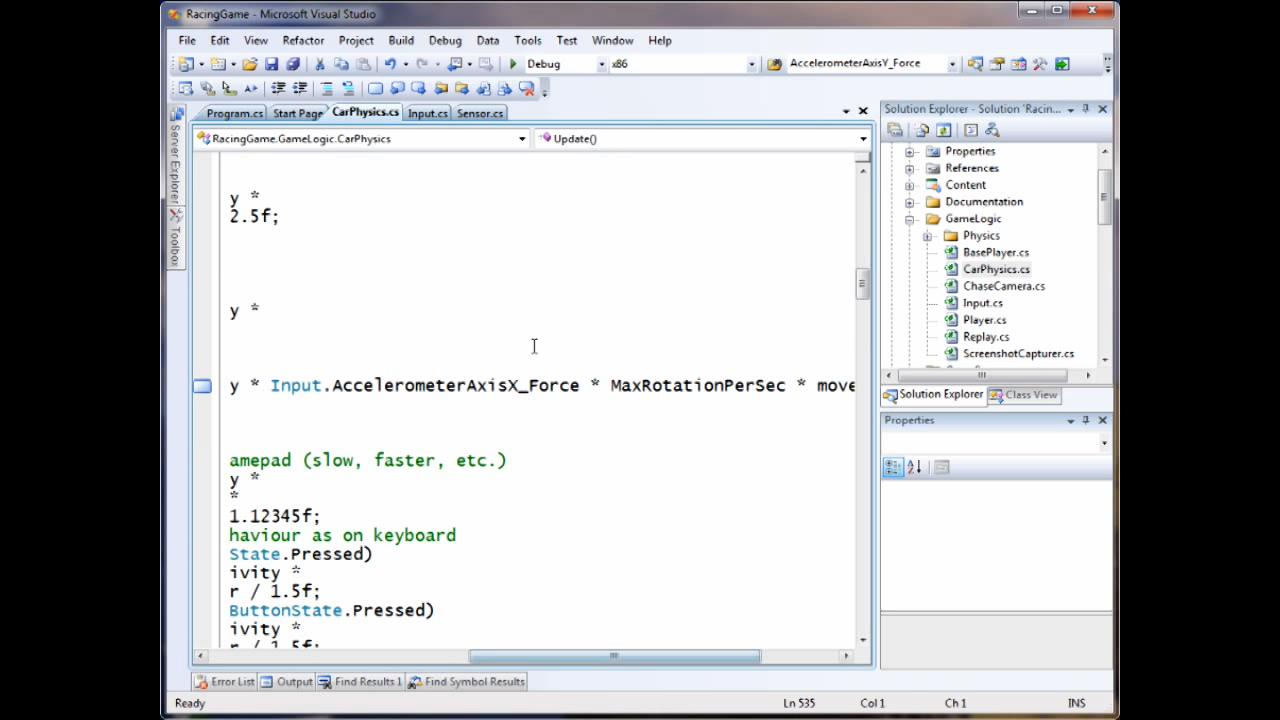 RacingGame - Microsoft Visual Studio
File Edit View Refactor Project Build Debug Data Tools Test Window Help
Debug x86 AccelerometerAxisY_Force
Program.cs Start Page CarPhysics.cs Input.cs Sensor.cs
RacingGame.GameLogic.CarPhysics Update()
Server Explorer
Toolbox
y *
2.5f;
y *
y * Input.AccelerometerAxisX_Force * MaxRotationPerSec * move
amepad (slow, faster, etc.)
y *
*
1.12345f;
haviour as on keyboard
State.Pressed)
ivity *
r / 1.5f;
ButtonState.Pressed)
ivity *
r / 1.5f;
Solution Explorer - Solution 'Racin...
Properties
References
Content
Documentation
GameLogic
Physics
BasePlayer.cs
CarPhysics.cs
ChaseCamera.cs
Input.cs
Player.cs
Replay.cs
ScreenshotCapturer.cs
Solution Explorer Class View
Properties
Error List Output Find Results 1 Find Symbol Results
Ready Ln 535 Col 1 Ch 1 INS